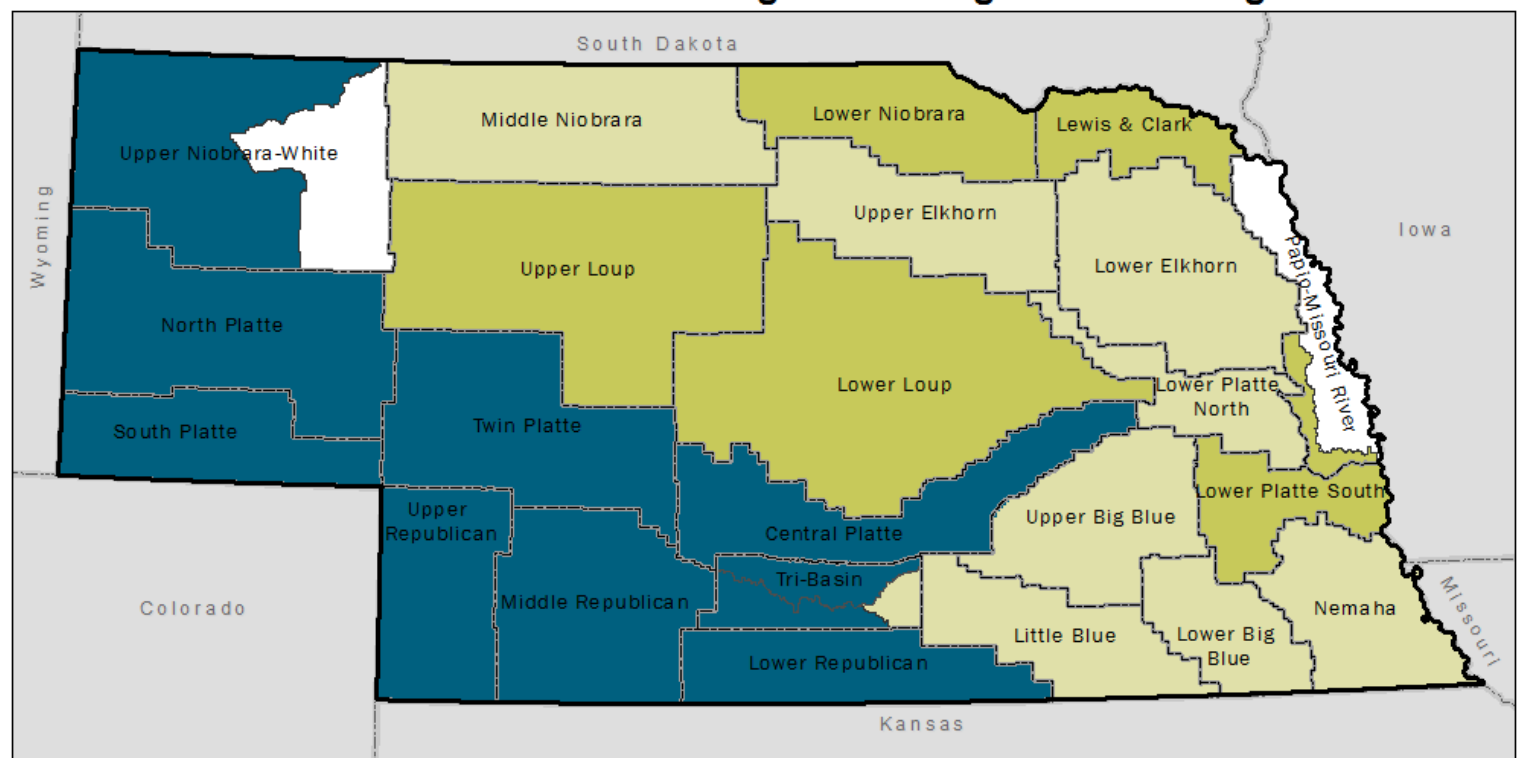 South Dakota
Middle Niobrara
Lower Niobrara
Lewis & Clark
Upper Niobrara-White
Wyoming
Upper Elkhorn
Iowa
Lower Elkhorn
Upper Loup
Papio-Missouri River
North Platte
Lower Loup
Lower Platte
North
South Platte
Twin Platte
Lower Platte South
Upper
Republican
Upper Big Blue
Central Platte
Tri-Basin
Middle Republican
Colorado
Nemaha
Missouri
Little Blue
Lower Big
Blue
Lower Republican
Kansas